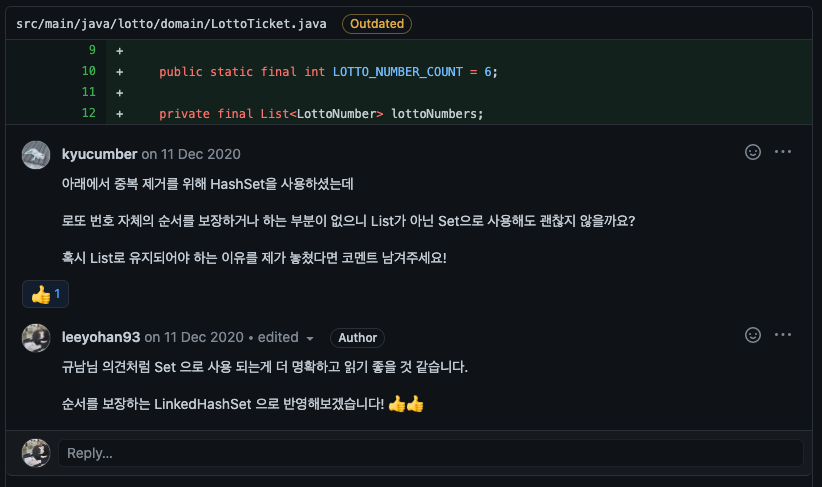 src/main/java/lotto/domain/LottoTicket.java Outdated
9 +
10 + public static final int LOTTO_NUMBER_COUNT = 6;
11 +
12 + private final List<LottoNumber> lottoNumbers;
kyucumber on 11 Dec 2020
아래에서 중복 제거를 위해 HashSet을 사용하셨는데
로또 번호 자체의 순서를 보장하거나 하는 부분이 없으니 List가 아닌 Set으로 사용해도 괜찮지 않을까요?
혹시 List로 유지되어야 하는 이유를 제가 놓쳤다면 코멘트 남겨주세요!
👍 1
leeyohan93 on 11 Dec 2020 • edited Author
규남님 의견처럼 Set 으로 사용 되는게 더 명확하고 읽기 좋을 것 같습니다.
순서를 보장하는 LinkedHashSet 으로 반영해보겠습니다! 👍👍
Reply...